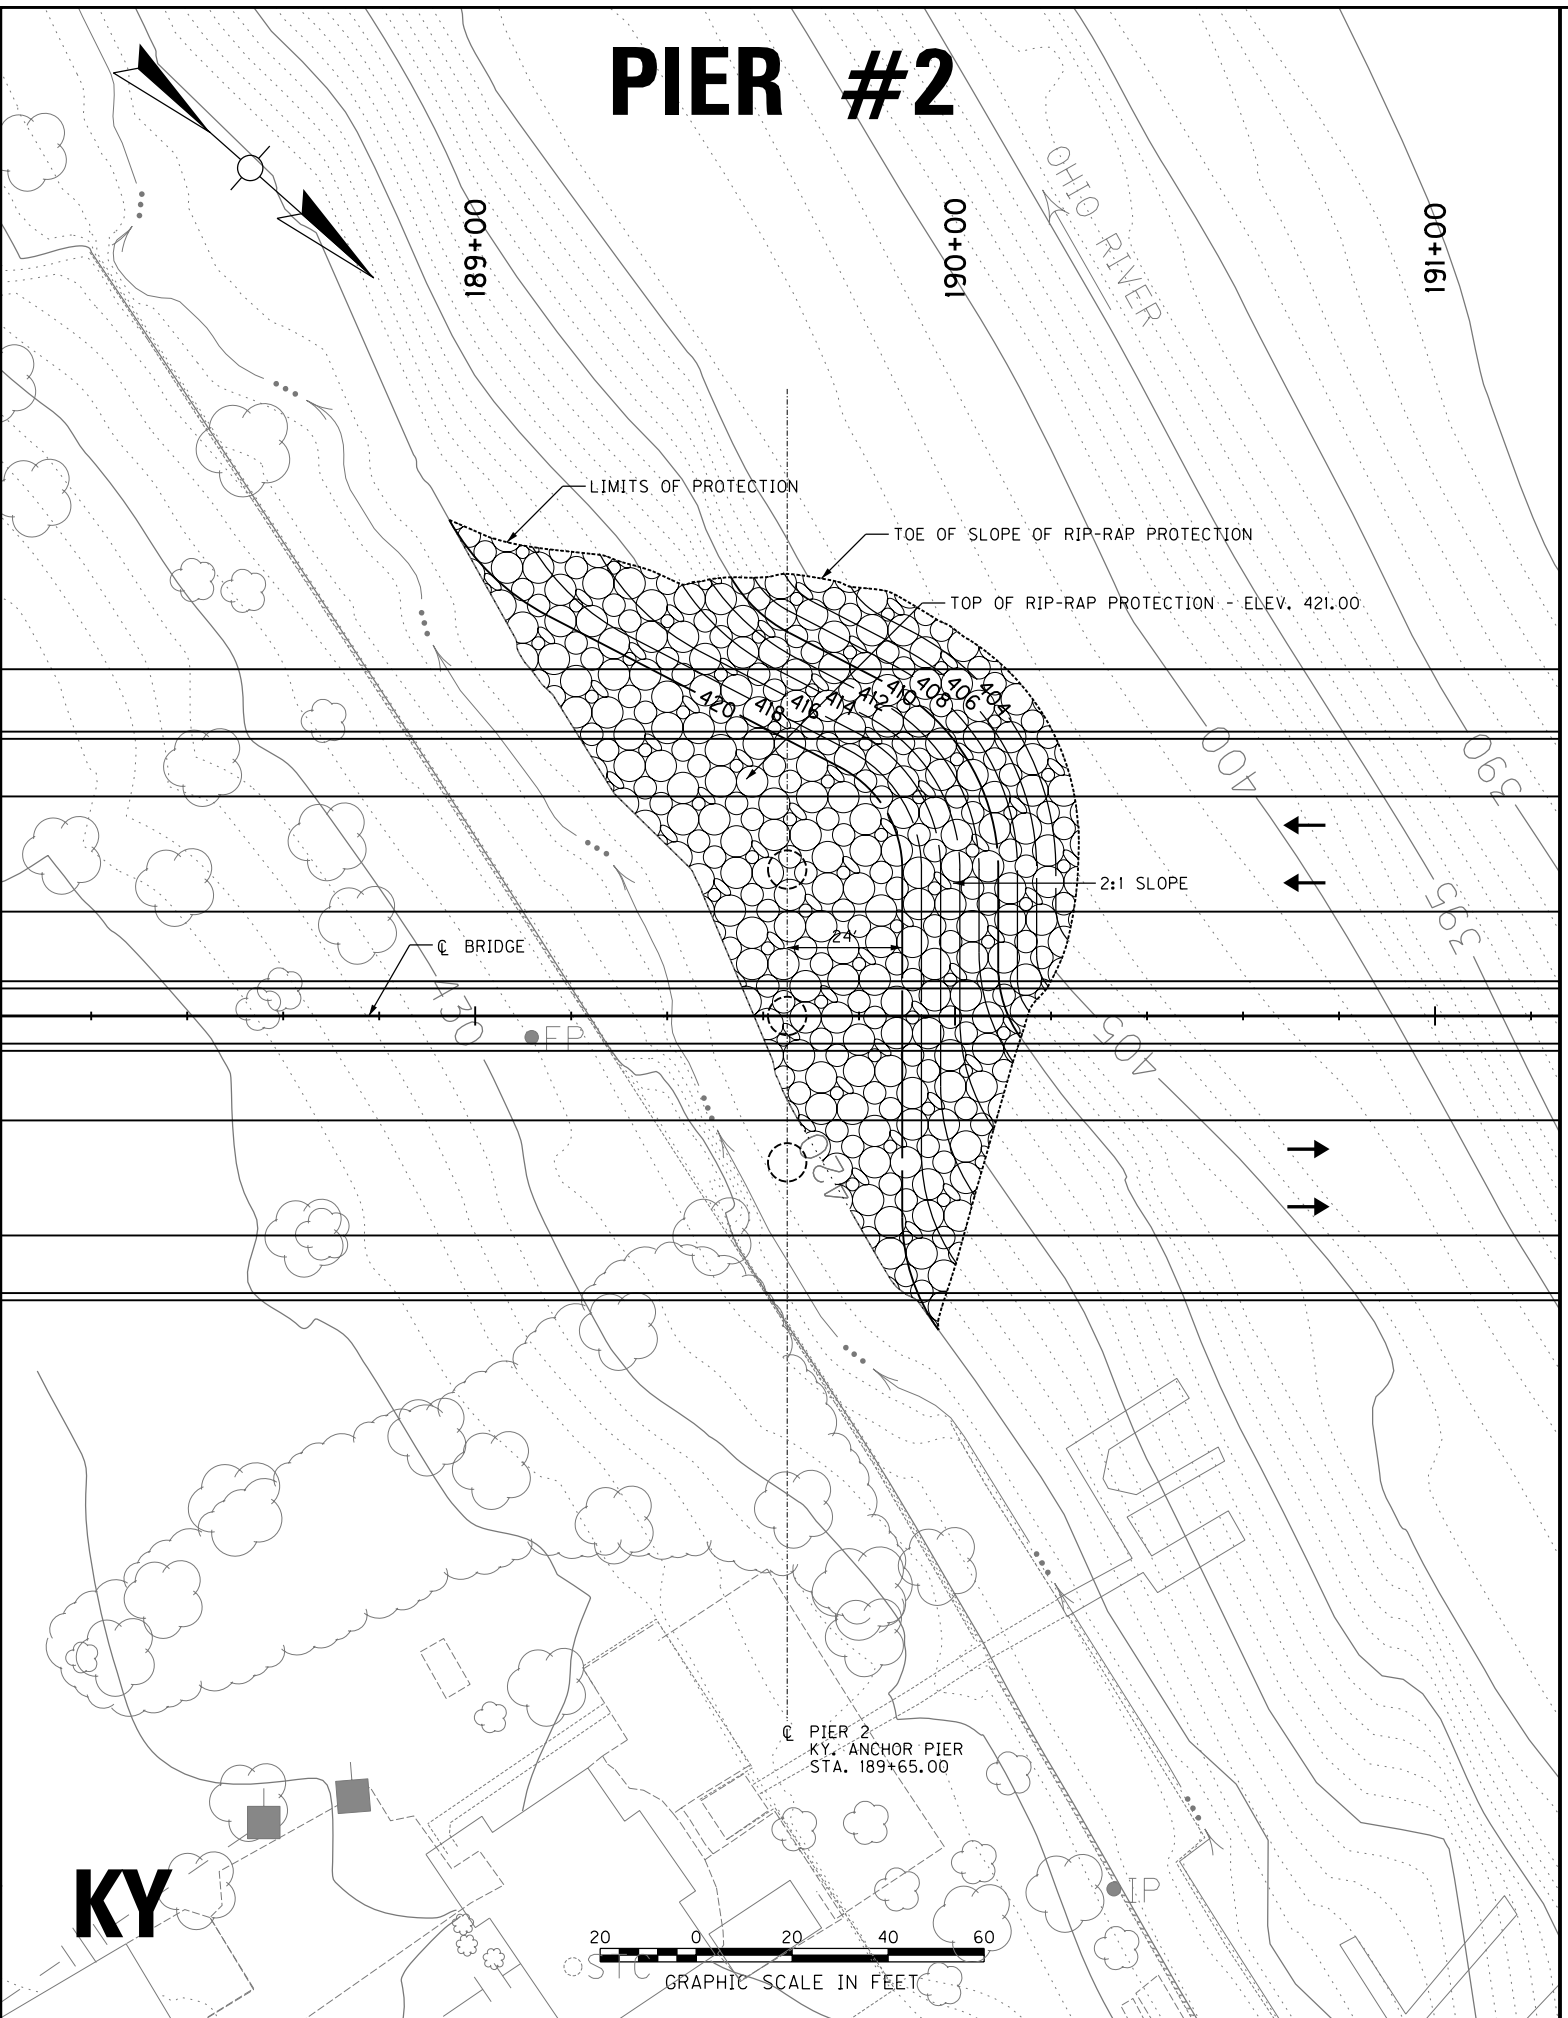 PIER #2
OHIO RIVER
189+00
190+00
191+00
LIMITS OF PROTECTION
TOE OF SLOPE OF RIP-RAP PROTECTION
TOP OF RIP-RAP PROTECTION - ELEV. 421.00
420
418
416
414
412
410
408
406
404
400
390
2:1 SLOPE
395
24'
℄ BRIDGE
430
EP
405
420
℄ PIER 2
KY. ANCHOR PIER
STA. 189+65.00
IP
KY
20 0 20 40 60
STC
GRAPHIC SCALE IN FEET